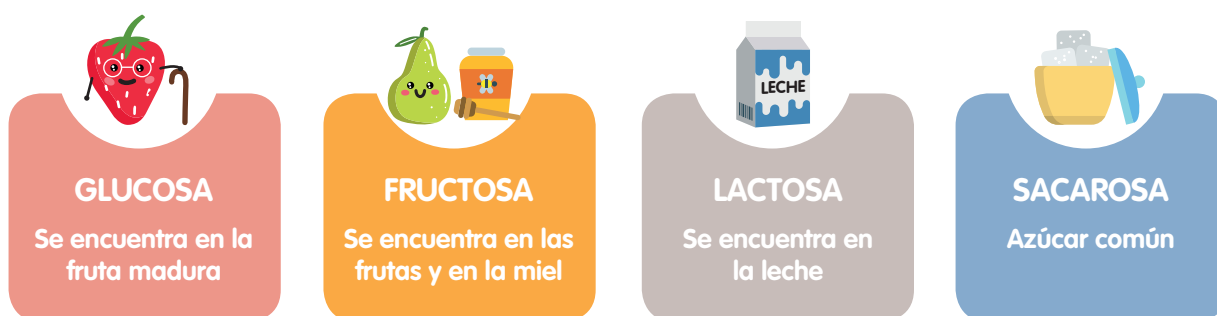 LECHE
GLUCOSA
Se encuentra en la
fruta madura
FRUCTOSA
Se encuentra en las
frutas y en la miel
LACTOSA
Se encuentra en
la leche
SACAROSA
Azúcar común